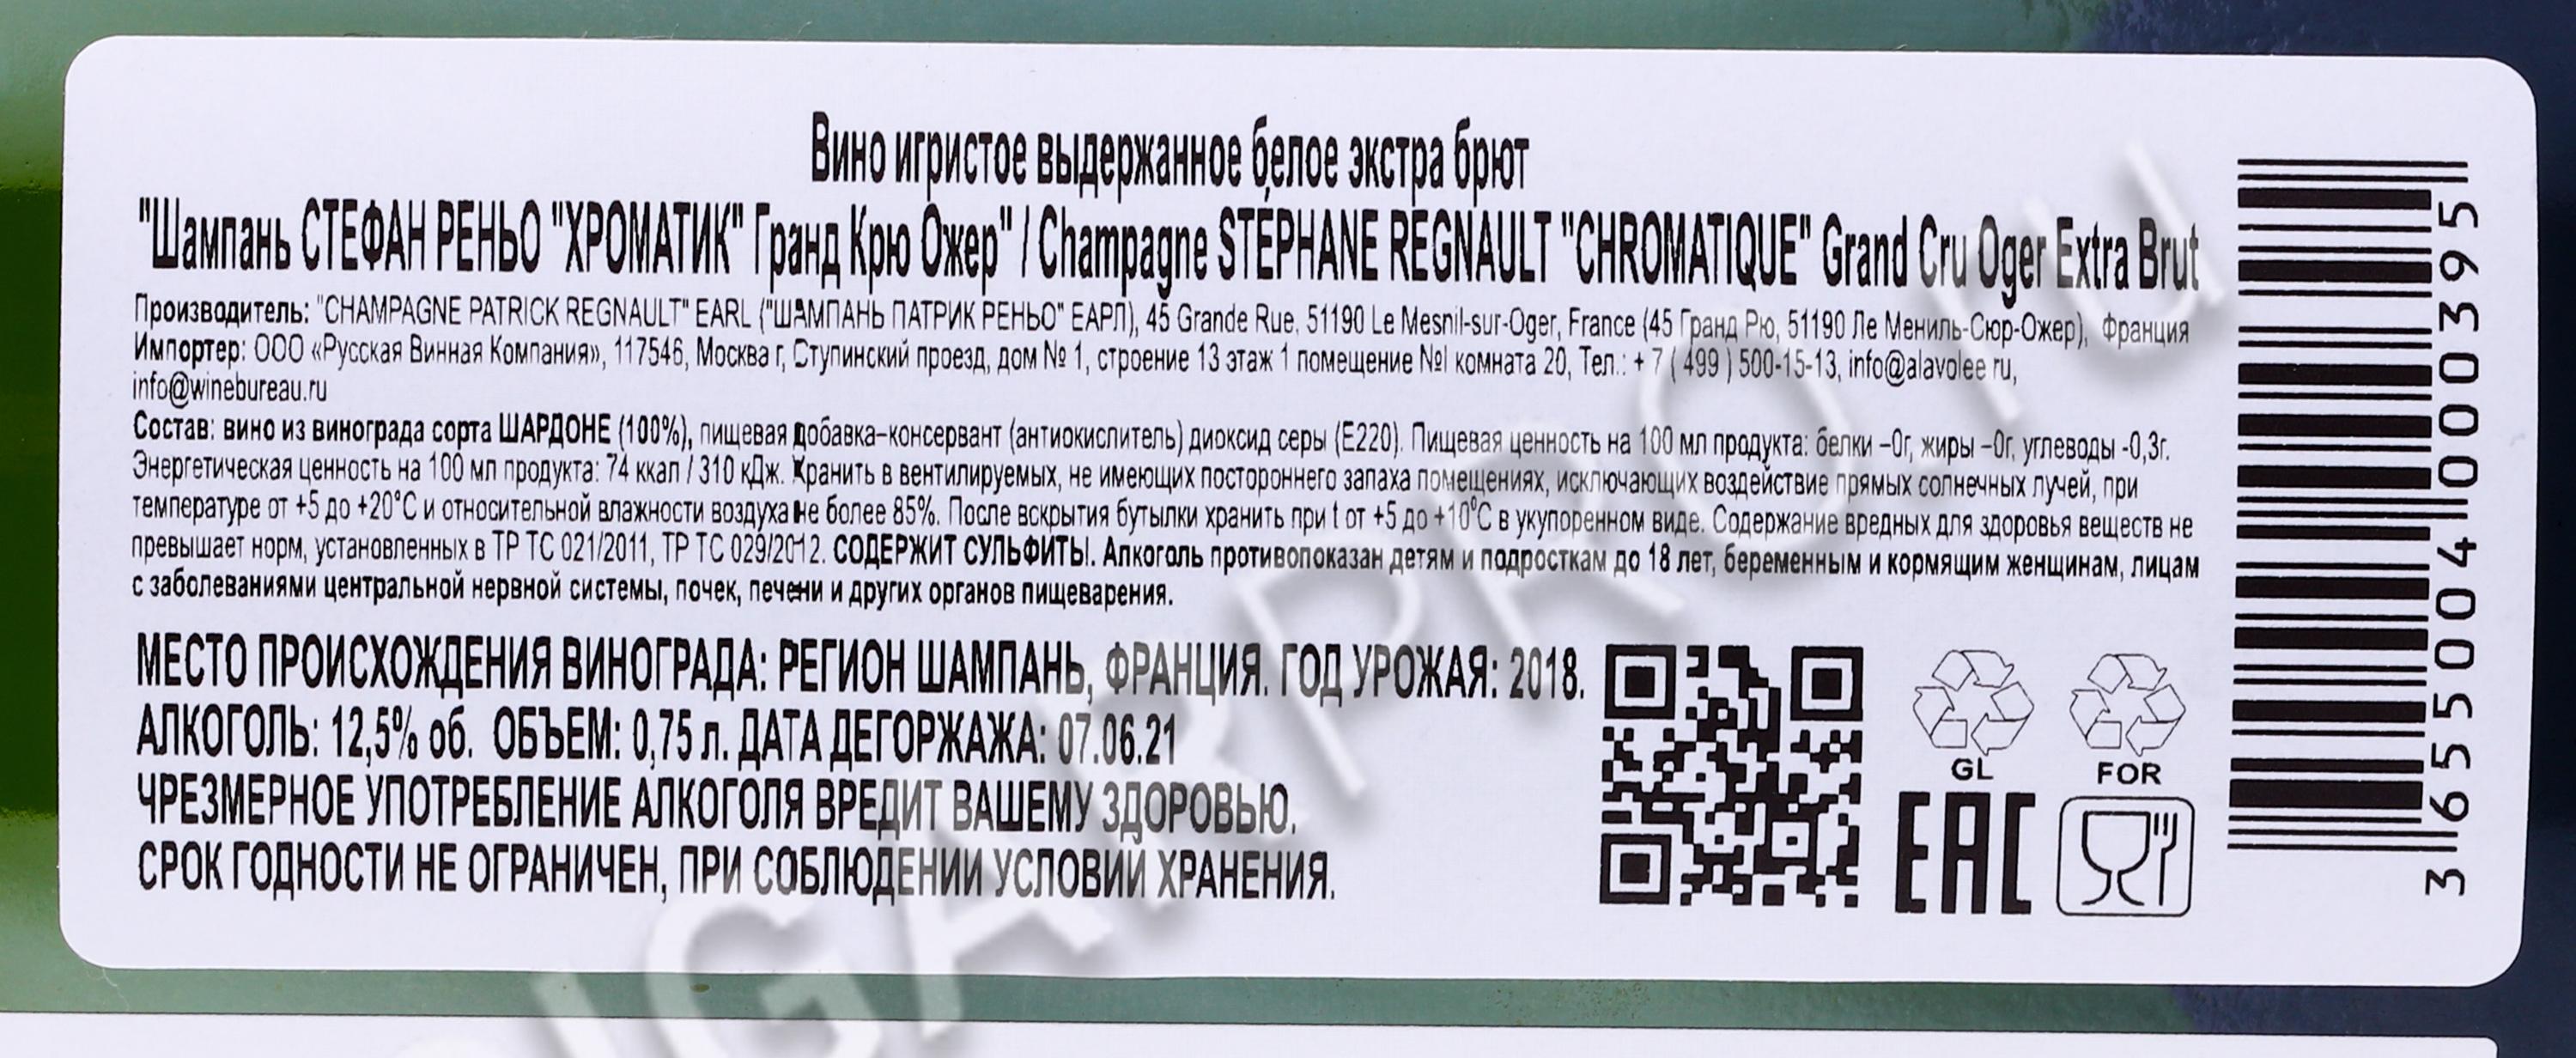 Вино игристое выдержанное белое экстра брют
"Шампань СТЕФАН РЕНЬО "ХРОМАТИК" Гранд Крю Ожер" / Champagne STÉPHANE REGNAULT "CHROMATIQUE" Grand Cru Oger Extra Brut
Производитель: "CHAMPAGNE PATRICK REGNAULT" EARL ("ШАМПАНЬ ПАТРИК РЕНЬО" ЕАРЛ), 45 Grande Rue, 51190 Le Mesnil-sur-Oger, France (45 Гранд Рю, 51190 Ле Мениль-Сюр-Ожер), Франция
Импортер: ООО «Русская Винная Компания», 117546, Москва г, Ступинский проезд, дом № 1, строение 13 этаж 1 помещение №I комната 20, Тел.: + 7 ( 499 ) 500-15-13, info@alavolee ru,
info@winebureau.ru
Состав: вино из винограда сорта ШАРДОНЕ (100%), пищевая добавка–консервант (антиокислитель) диоксид серы (Е220). Пищевая ценность на 100 мл продукта: белки –0г, жиры –0г, углеводы -0,3г.
Энергетическая ценность на 100 мл продукта: 74 ккал / 310 кДж. Хранить в вентилируемых, не имеющих постороннего запаха помещениях, исключающих воздействие прямых солнечных лучей, при
температуре от +5 до +20°С и относительной влажности воздуха не более 85%. После вскрытия бутылки хранить при t от +5 до +10⁰С в укупоренном виде. Содержание вредных для здоровья веществ не
превышает норм, установленных в ТР ТС 021/2011, ТР ТС 029/2012. СОДЕРЖИТ СУЛЬФИТЫ. Алкоголь противопоказан детям и подросткам до 18 лет, беременным и кормящим женщинам, лицам
с заболеваниями центральной нервной системы, почек, печени и других органов пищеварения.
МЕСТО ПРОИСХОЖДЕНИЯ ВИНОГРАДА: РЕГИОН ШАМПАНЬ, ФРАНЦИЯ. ГОД УРОЖАЯ: 2018.
АЛКОГОЛЬ: 12,5% об. ОБЪЕМ: 0,75 л. ДАТА ДЕГОРЖАЖА: 07.06.21
ЧРЕЗМЕРНОЕ УПОТРЕБЛЕНИЕ АЛКОГОЛЯ ВРЕДИТ ВАШЕМУ ЗДОРОВЬЮ.
СРОК ГОДНОСТИ НЕ ОГРАНИЧЕН, ПРИ СОБЛЮДЕНИИ УСЛОВИЙ ХРАНЕНИЯ.
GL FOR
EAC
3 655004 000395
IGARPRO.ru